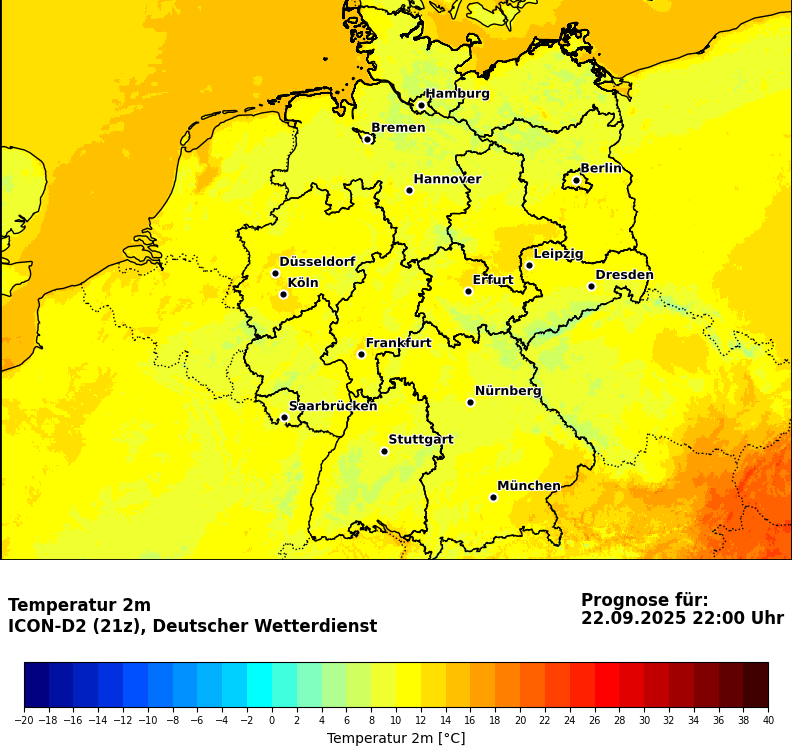 Hamburg
Bremen
Berlin
Hannover
Leipzig
Düsseldorf
Dresden
Köln
Erfurt
Frankfurt
Nürnberg
Saarbrücken
Stuttgart
München
Temperatur 2m
ICON-D2 (21z), Deutscher Wetterdienst
Prognose für:
22.09.2025 22:00 Uhr
−20 −18 −16 −14 −12 −10 −8 −6 −4 −2 0 2 4 6 8 10 12 14 16 18 20 22 24 26 28 30 32 34 36 38 40
Temperatur 2m [°C]